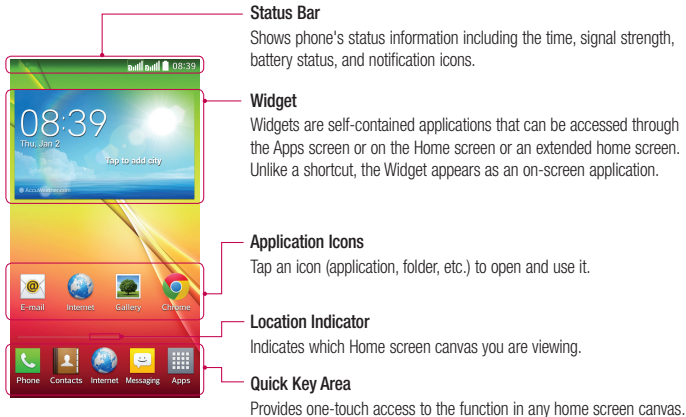 Status Bar
Shows phone's status information including the time, signal strength,
battery status, and notification icons.
08:39
Widget
Widgets are self-contained applications that can be accessed through
the Apps screen or on the Home screen or an extended home screen.
Unlike a shortcut, the Widget appears as an on-screen application.
08:39
Thu, Jan 2
Tap to add city
AccuWeather.com
Application Icons
Tap an icon (application, folder, etc.) to open and use it.
E-mail Internet Gallery Chrome
Location Indicator
Indicates which Home screen canvas you are viewing.
Phone Contacts Internet Messaging Apps
Quick Key Area
Provides one-touch access to the function in any home screen canvas.